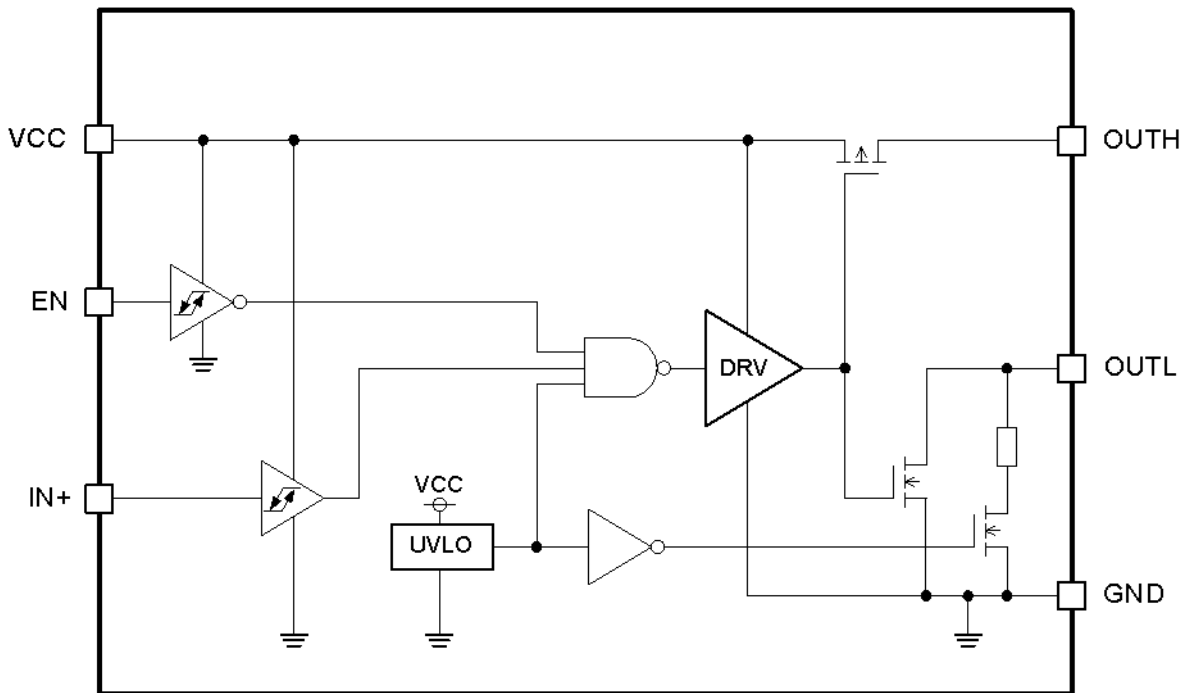 VCC
OUTH
EN
OUTL
DRV
IN+
VCC
UVLO
GND